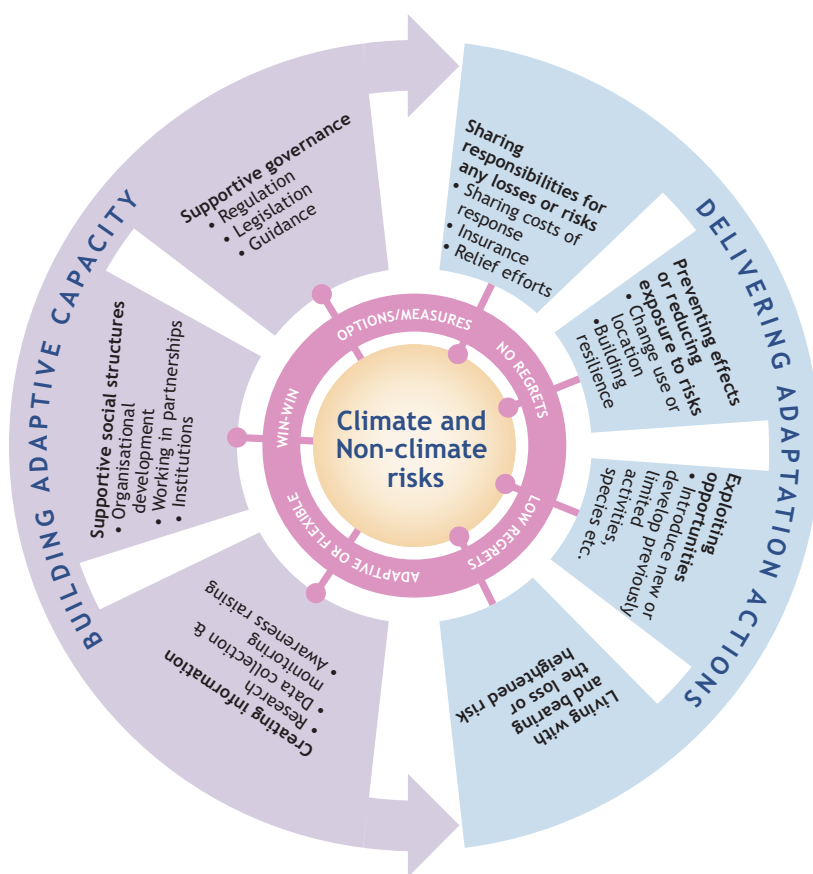 BUILDING ADAPTIVE CAPACITY
Supportive governance
• Regulation
• Legislation
• Guidance
Supportive social structures
• Organisational
development
• Working in partnerships
• Institutions
Creating information
• Research
• Data collection &
monitoring
• Awareness raising
DELIVERING ADAPTATION ACTIONS
Sharing
responsibilities for
any losses or risks
• Sharing costs of
response
• Insurance
• Relief efforts
Preventing effects
or reducing
exposure to risks
• Change use or
location
• Building
resilience
Exploiting
opportunities
• Introduce new or
develop previously
limited
activities,
species etc.
Living with
and bearing
the loss or
heightened risk
OPTIONS/MEASURES
NO REGRETS
LOW REGRETS
ADAPTIVE OR FLEXIBLE
WIN-WIN
Climate and
Non-climate
risks